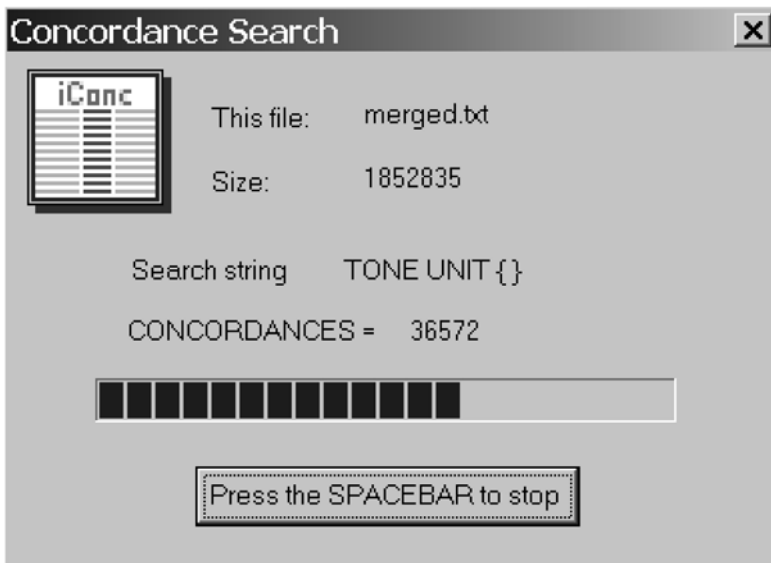 Concordance Search
iConc
This file: merged.txt
Size: 1852835
Search string TONE UNIT { }
CONCORDANCES = 36572
Press the SPACEBAR to stop